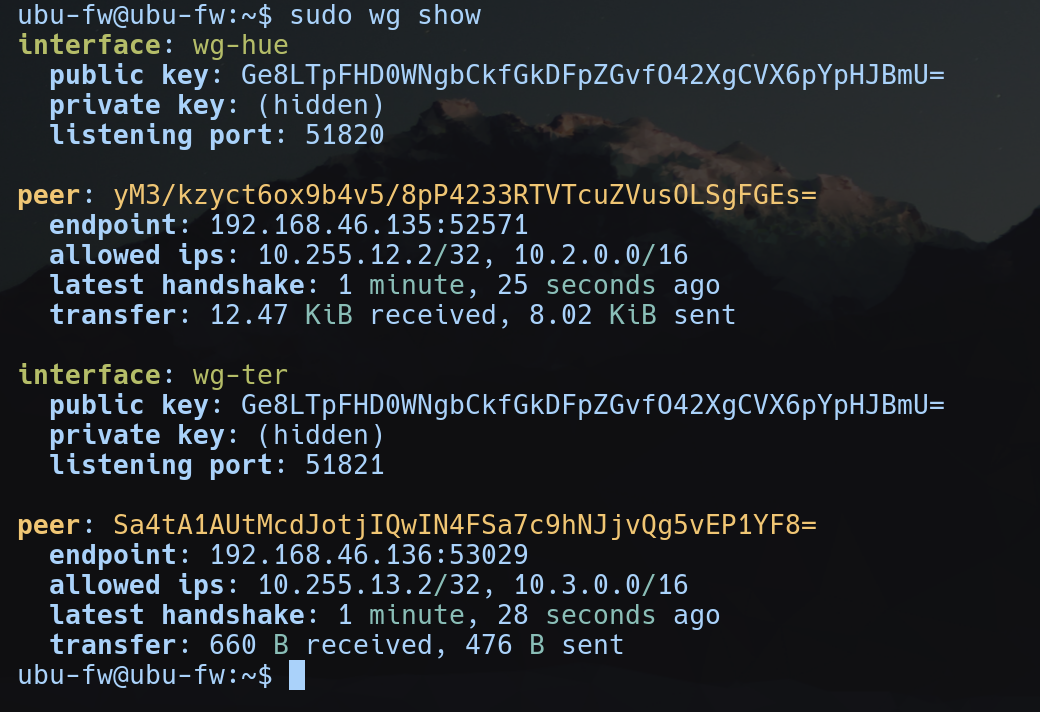 ubu-fw@ubu-fw:~$ sudo wg show
interface: wg-hue
  public key: Ge8LTpFHD0WNgbCkfGkDFpZGvfO42XgCVX6pYpHJBmU=
  private key: (hidden)
  listening port: 51820

peer: yM3/kzyct6ox9b4v5/8pP4233RTVTcuZVusOLSgFGEs=
  endpoint: 192.168.46.135:52571
  allowed ips: 10.255.12.2/32, 10.2.0.0/16
  latest handshake: 1 minute, 25 seconds ago
  transfer: 12.47 KiB received, 8.02 KiB sent

interface: wg-ter
  public key: Ge8LTpFHD0WNgbCkfGkDFpZGvfO42XgCVX6pYpHJBmU=
  private key: (hidden)
  listening port: 51821

peer: Sa4tA1AUtMcdJotjIQwIN4FSa7c9hNJjvQg5vEP1YF8=
  endpoint: 192.168.46.136:53029
  allowed ips: 10.255.13.2/32, 10.3.0.0/16
  latest handshake: 1 minute, 28 seconds ago
  transfer: 660 B received, 476 B sent
ubu-fw@ubu-fw:~$